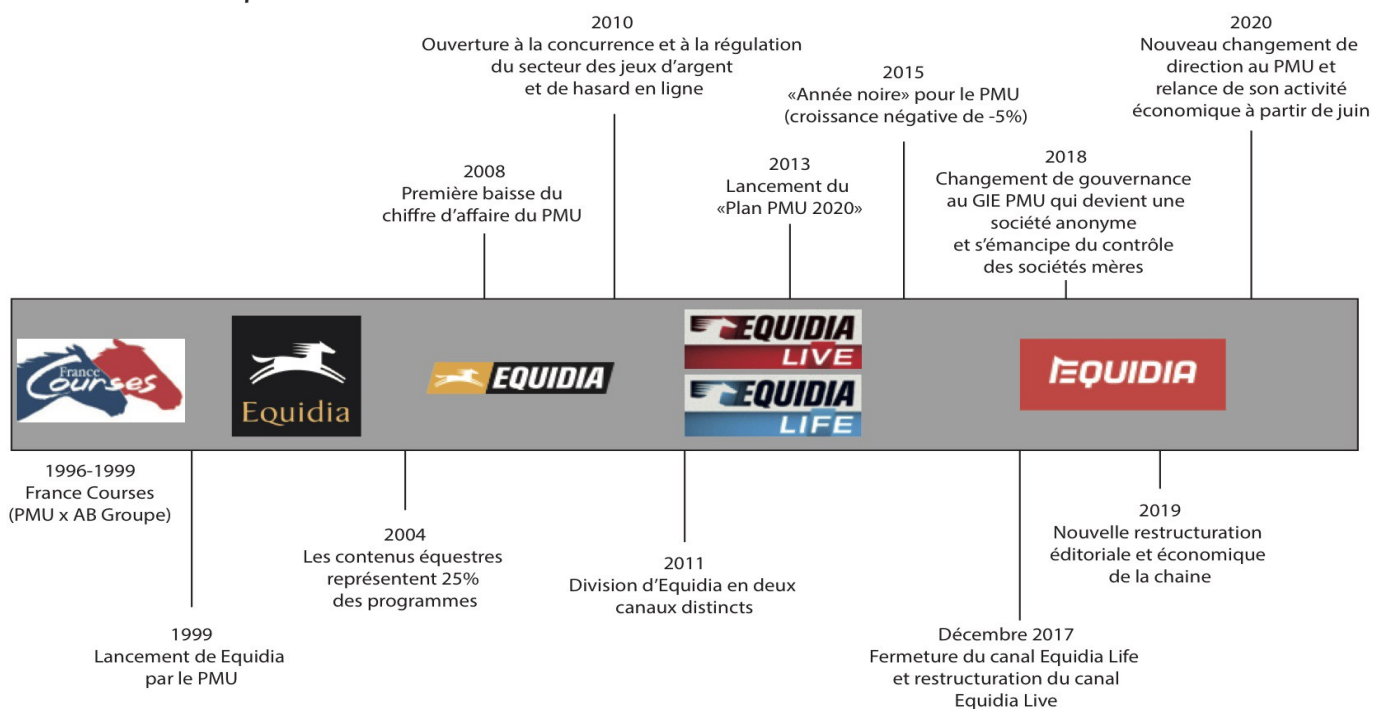 2010
Ouverture à la concurrence et à la régulation
du secteur des jeux d'argent
et de hasard en ligne
2020
Nouveau changement de
direction au PMU et
relance de son activité
économique à partir de juin
2015
«Année noire» pour le PMU
(croissance négative de -5%)
2008
Première baisse du
chiffre d'affaire du PMU
2013
Lancement du
«Plan PMU 2020»
2018
Changement de gouvernance
au GIE PMU qui devient une
société anonyme
et s'émancipe du contrôle
des sociétés mères
France
Courses
Equidia
EQUIDIA
EQUIDIA
LIVE
EQUIDIA
LIFE
EQUIDIA
1996-1999
France Courses
(PMU x AB Groupe)
1999
Lancement de Equidia
par le PMU
2004
Les contenus équestres
représentent 25%
des programmes
2011
Division d'Equidia en deux
canaux distincts
Décembre 2017
Fermeture du canal Equidia Life
et restructuration du canal
Equidia Live
2019
Nouvelle restructuration
éditoriale et économique
de la chaine